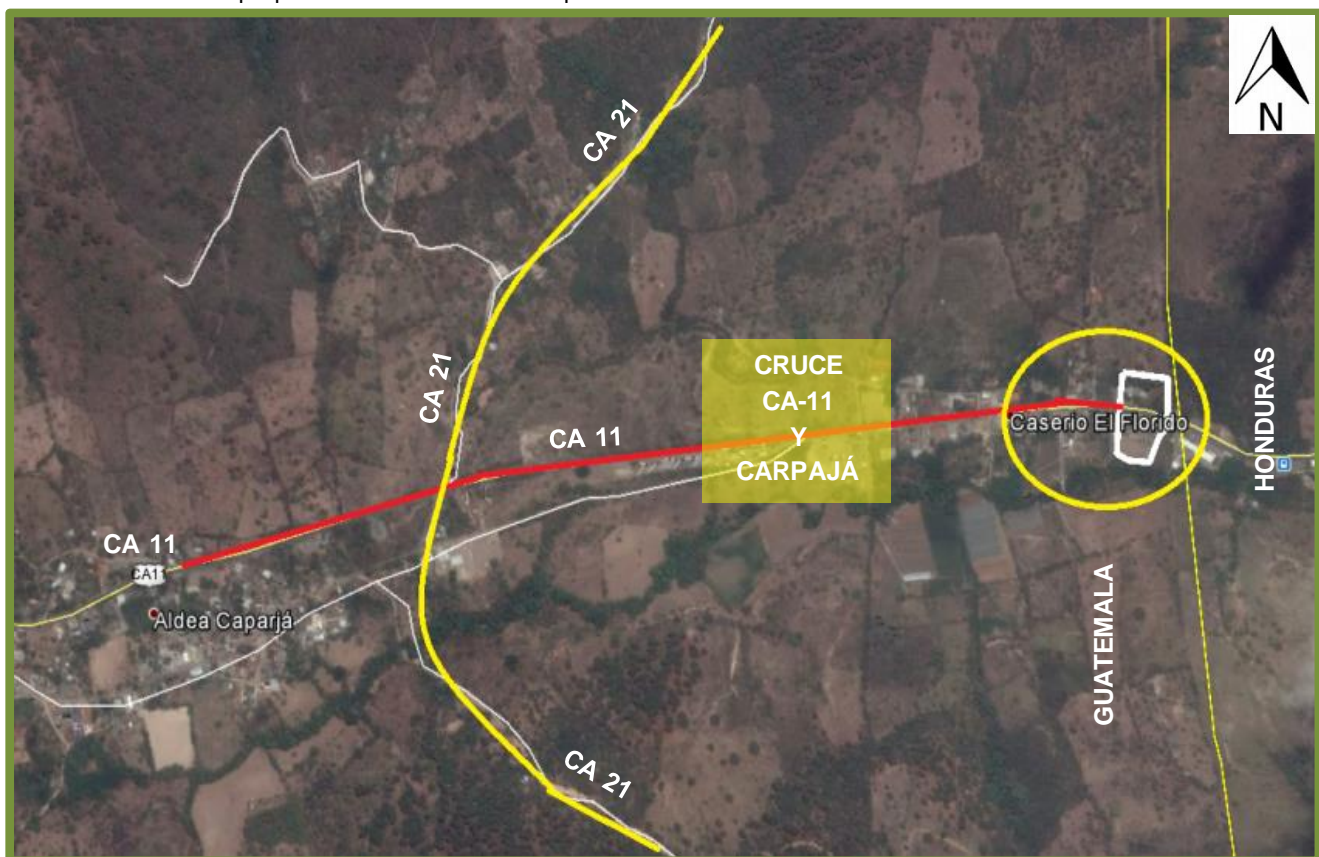 N
CA 21
CA 21
CRUCE
CA-11
Y
CARPAJÁ
HONDURAS
CA 11
Caserio El Florido
CA 11
CA11
Aldea Caparjá
GUATEMALA
CA 21